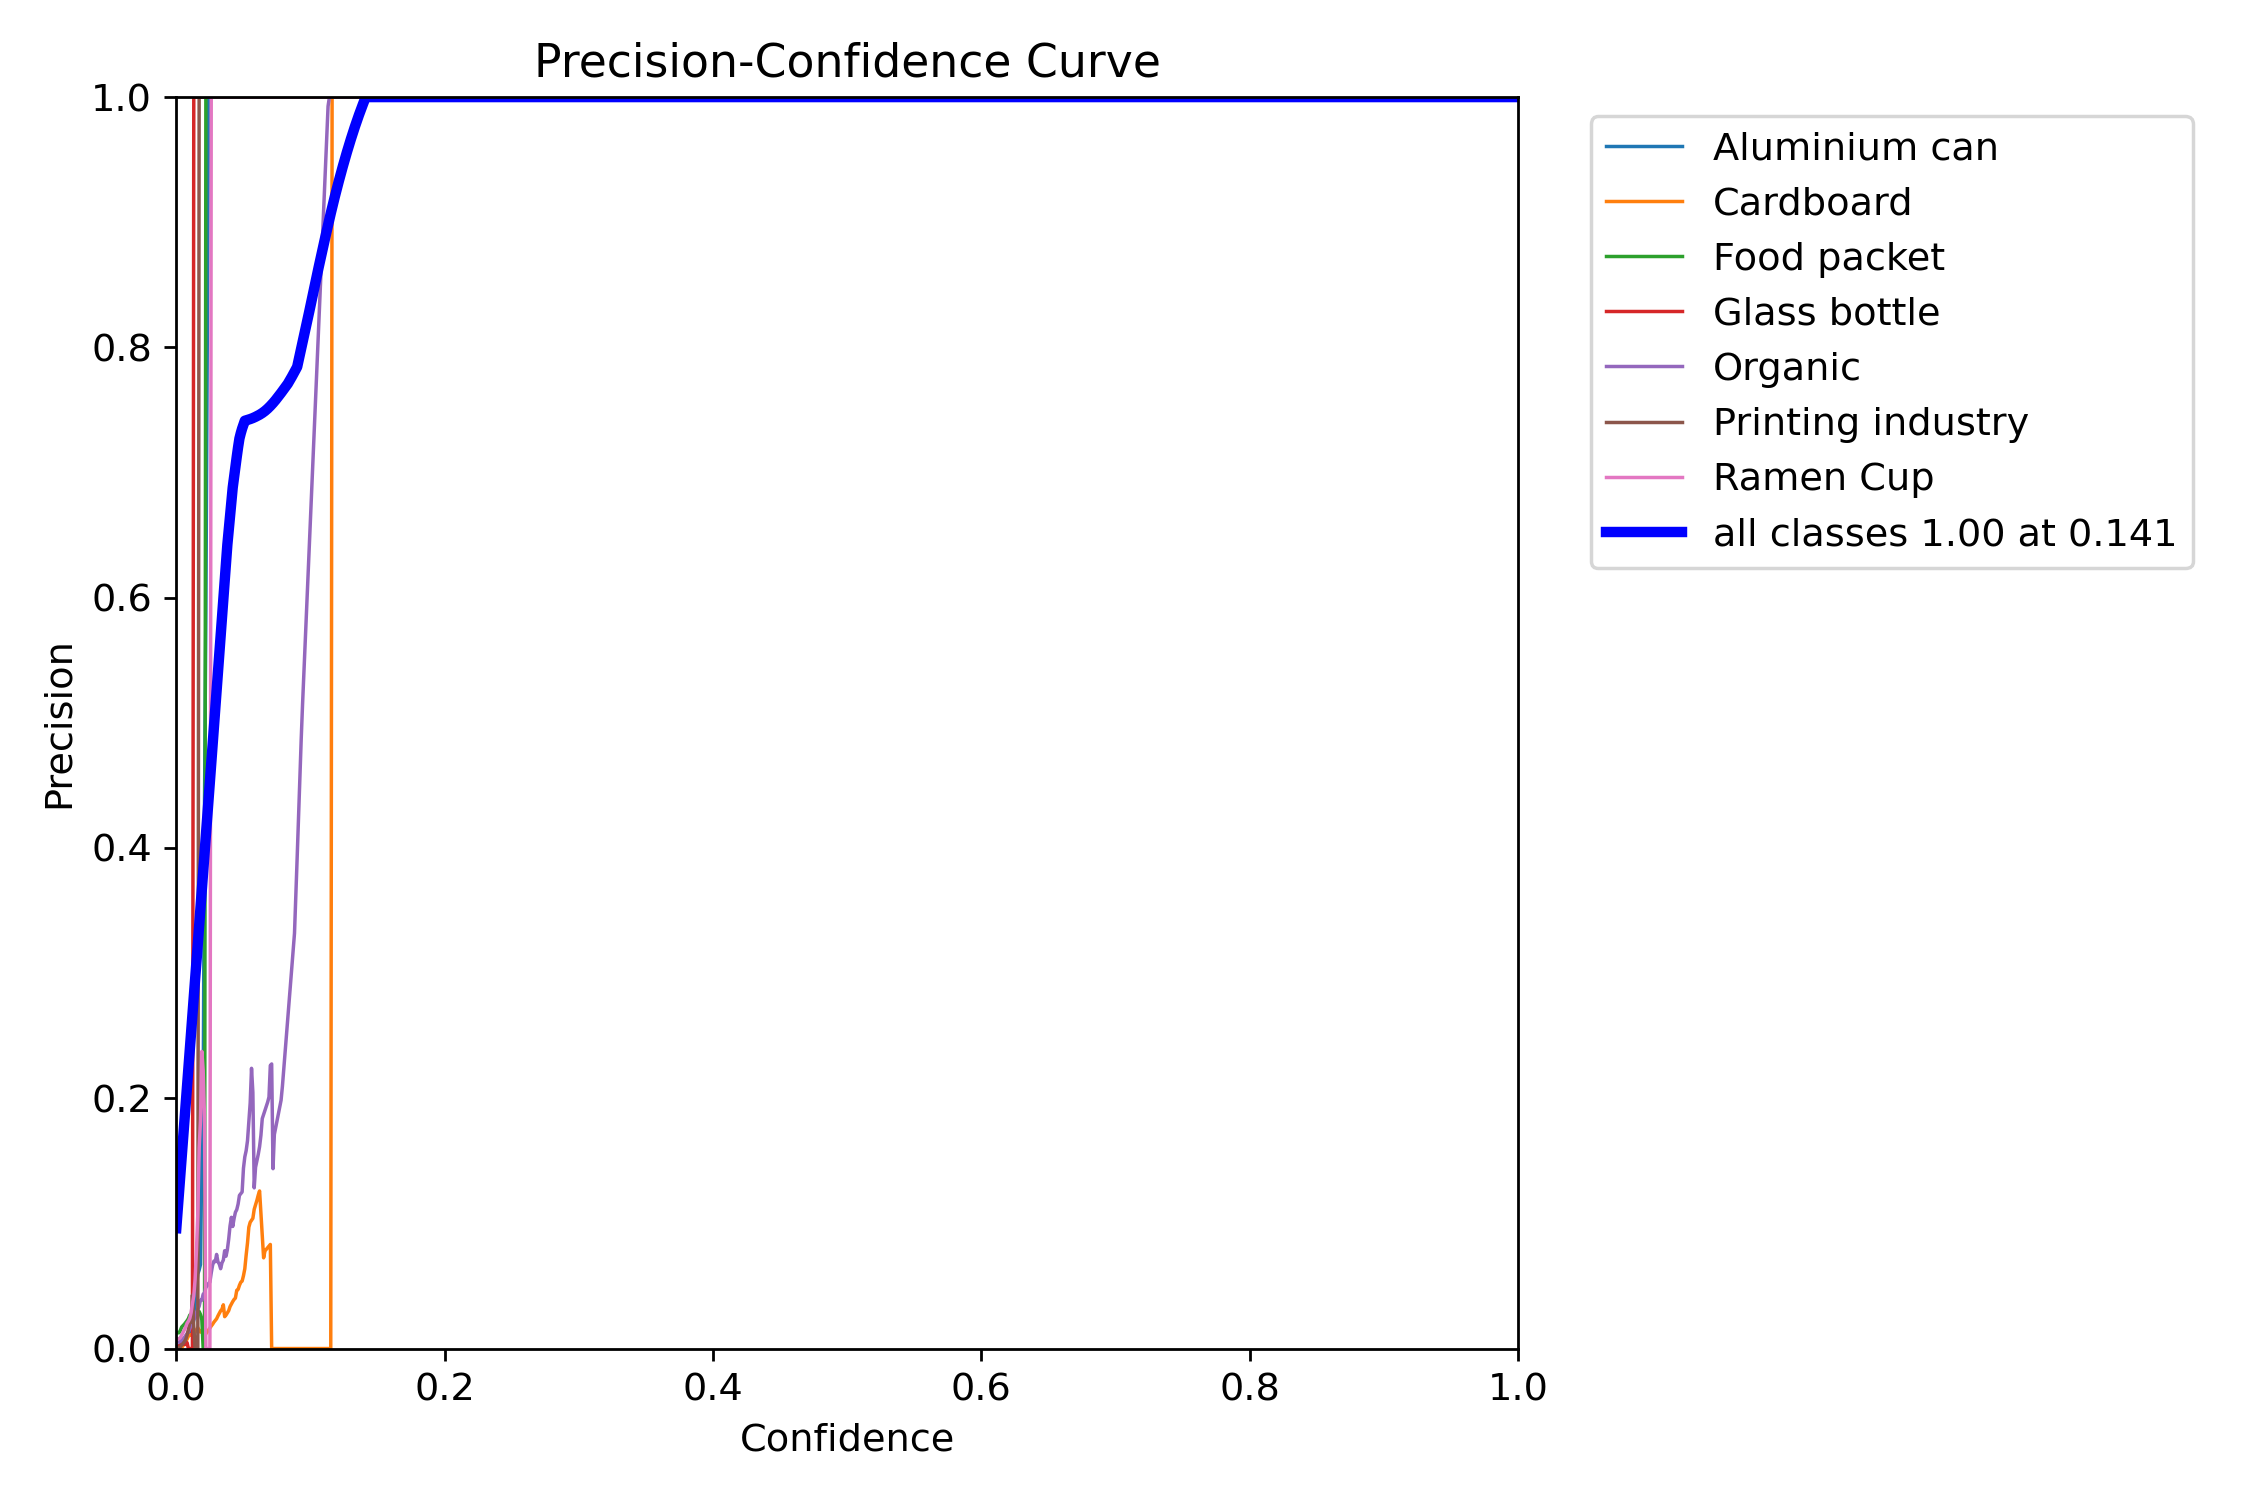 Precision-Confidence Curve
1.0
0.8
0.6
0.4
0.2
0.0
Precision
0.0 0.2 0.4 0.6 0.8 1.0
Confidence
Aluminium can
Cardboard
Food packet
Glass bottle
Organic
Printing industry
Ramen Cup
all classes 1.00 at 0.141